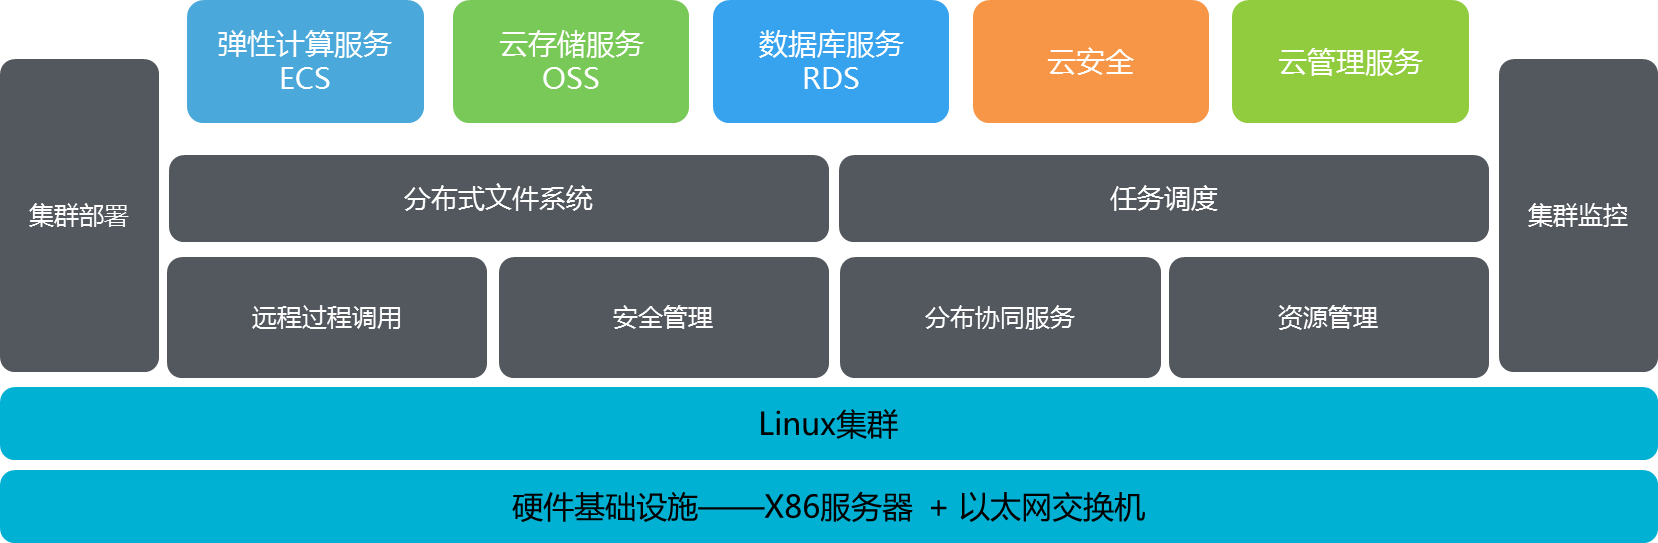 弹性计算服务
ECS
云存储服务
OSS
数据库服务
RDS
云安全
云管理服务
集群部署
分布式文件系统
任务调度
集群监控
远程过程调用
安全管理
分布协同服务
资源管理
Linux集群
硬件基础设施——X86服务器 + 以太网交换机